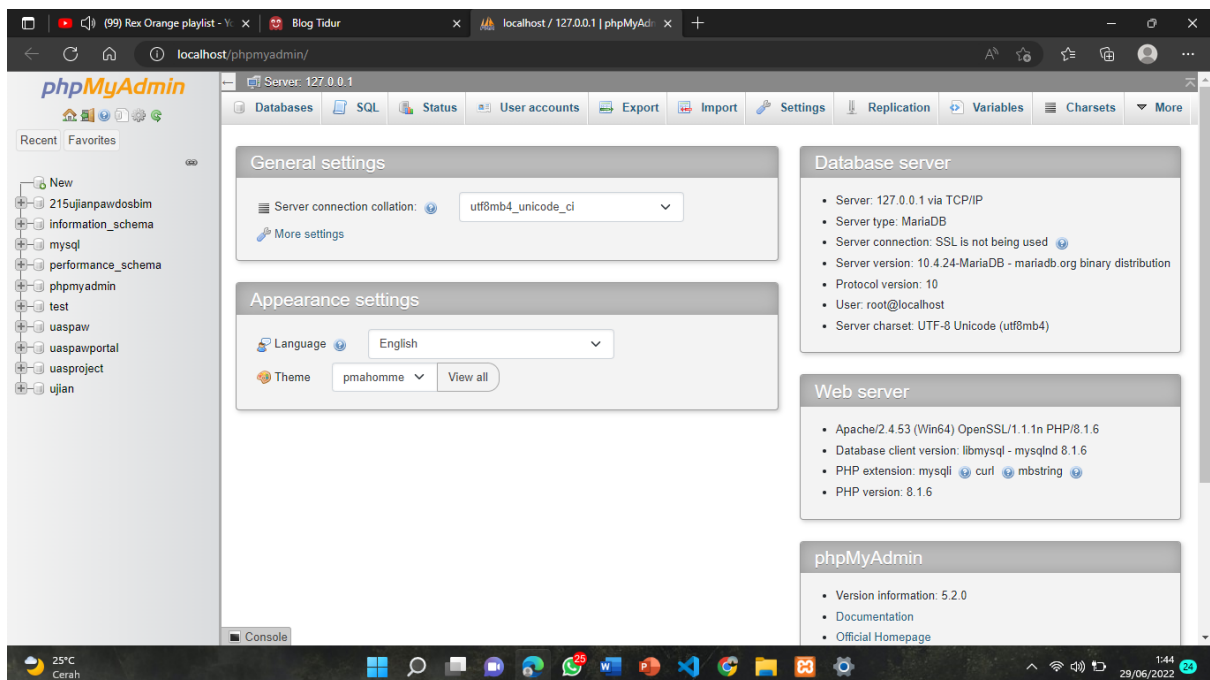 (99) Rex Orange playlist - Yo
Blog Tidur
localhost / 127.0.0.1 | phpMyAdn
localhost/phpmyadmin/
phpMyAdmin
Recent Favorites
New
215ujianpawdosbim
information_schema
mysql
performance_schema
phpmyadmin
test
uaspaw
uaspawportal
uasproject
ujian
Server: 127.0.0.1
Databases SQL Status User accounts Export Import Settings Replication Variables Charsets More
General settings
Server connection collation: utf8mb4_unicode_ci
More settings
Appearance settings
Language English
Theme pmahomme View all
Database server
Server: 127.0.0.1 via TCP/IP
Server type: MariaDB
Server connection: SSL is not being used
Server version: 10.4.24-MariaDB - mariadb.org binary distribution
Protocol version: 10
User: root@localhost
Server charset: UTF-8 Unicode (utf8mb4)
Web server
Apache/2.4.53 (Win64) OpenSSL/1.1.1n PHP/8.1.6
Database client version: libmysql - mysqlnd 8.1.6
PHP extension: mysqli curl mbstring
PHP version: 8.1.6
phpMyAdmin
Version information: 5.2.0
Documentation
Official Homepage
Console
25°C
Cerah
25
1:44
29/06/2022
24